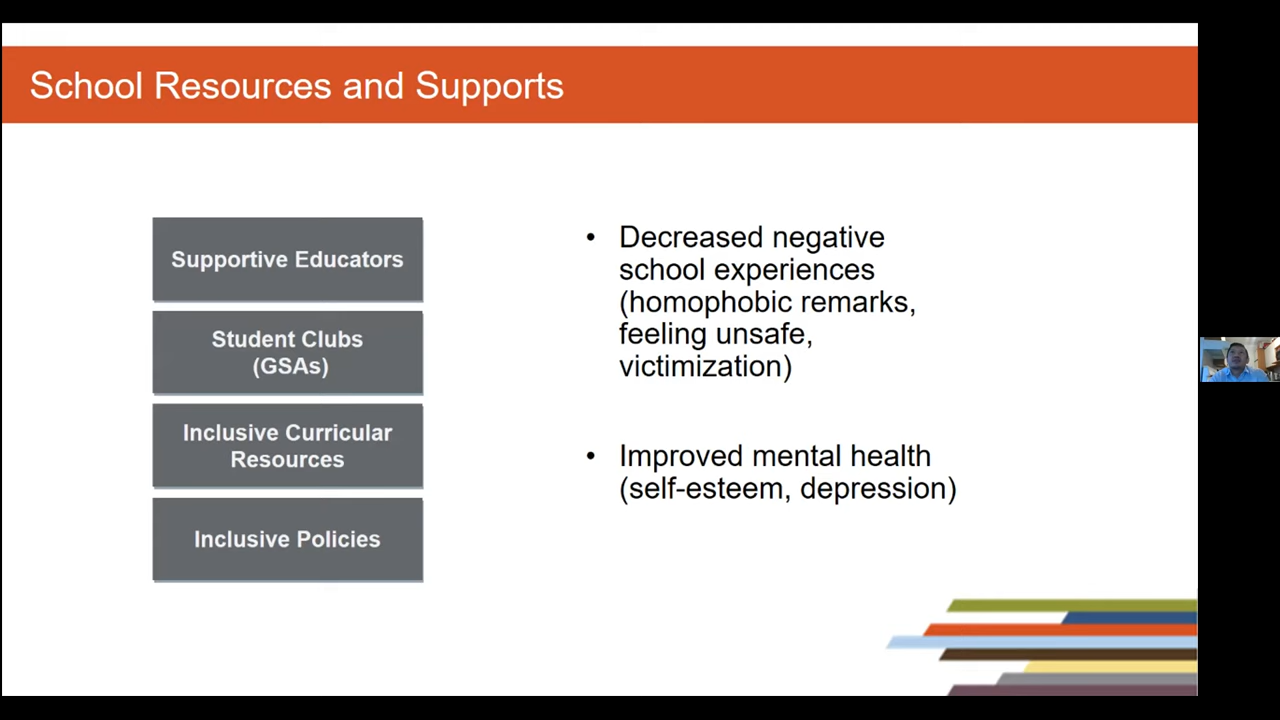 School Resources and Supports
Supportive Educators
Student Clubs
(GSAs)
Inclusive Curricular
Resources
Inclusive Policies
• Decreased negative
school experiences
(homophobic remarks,
feeling unsafe,
victimization)
• Improved mental health
(self-esteem, depression)